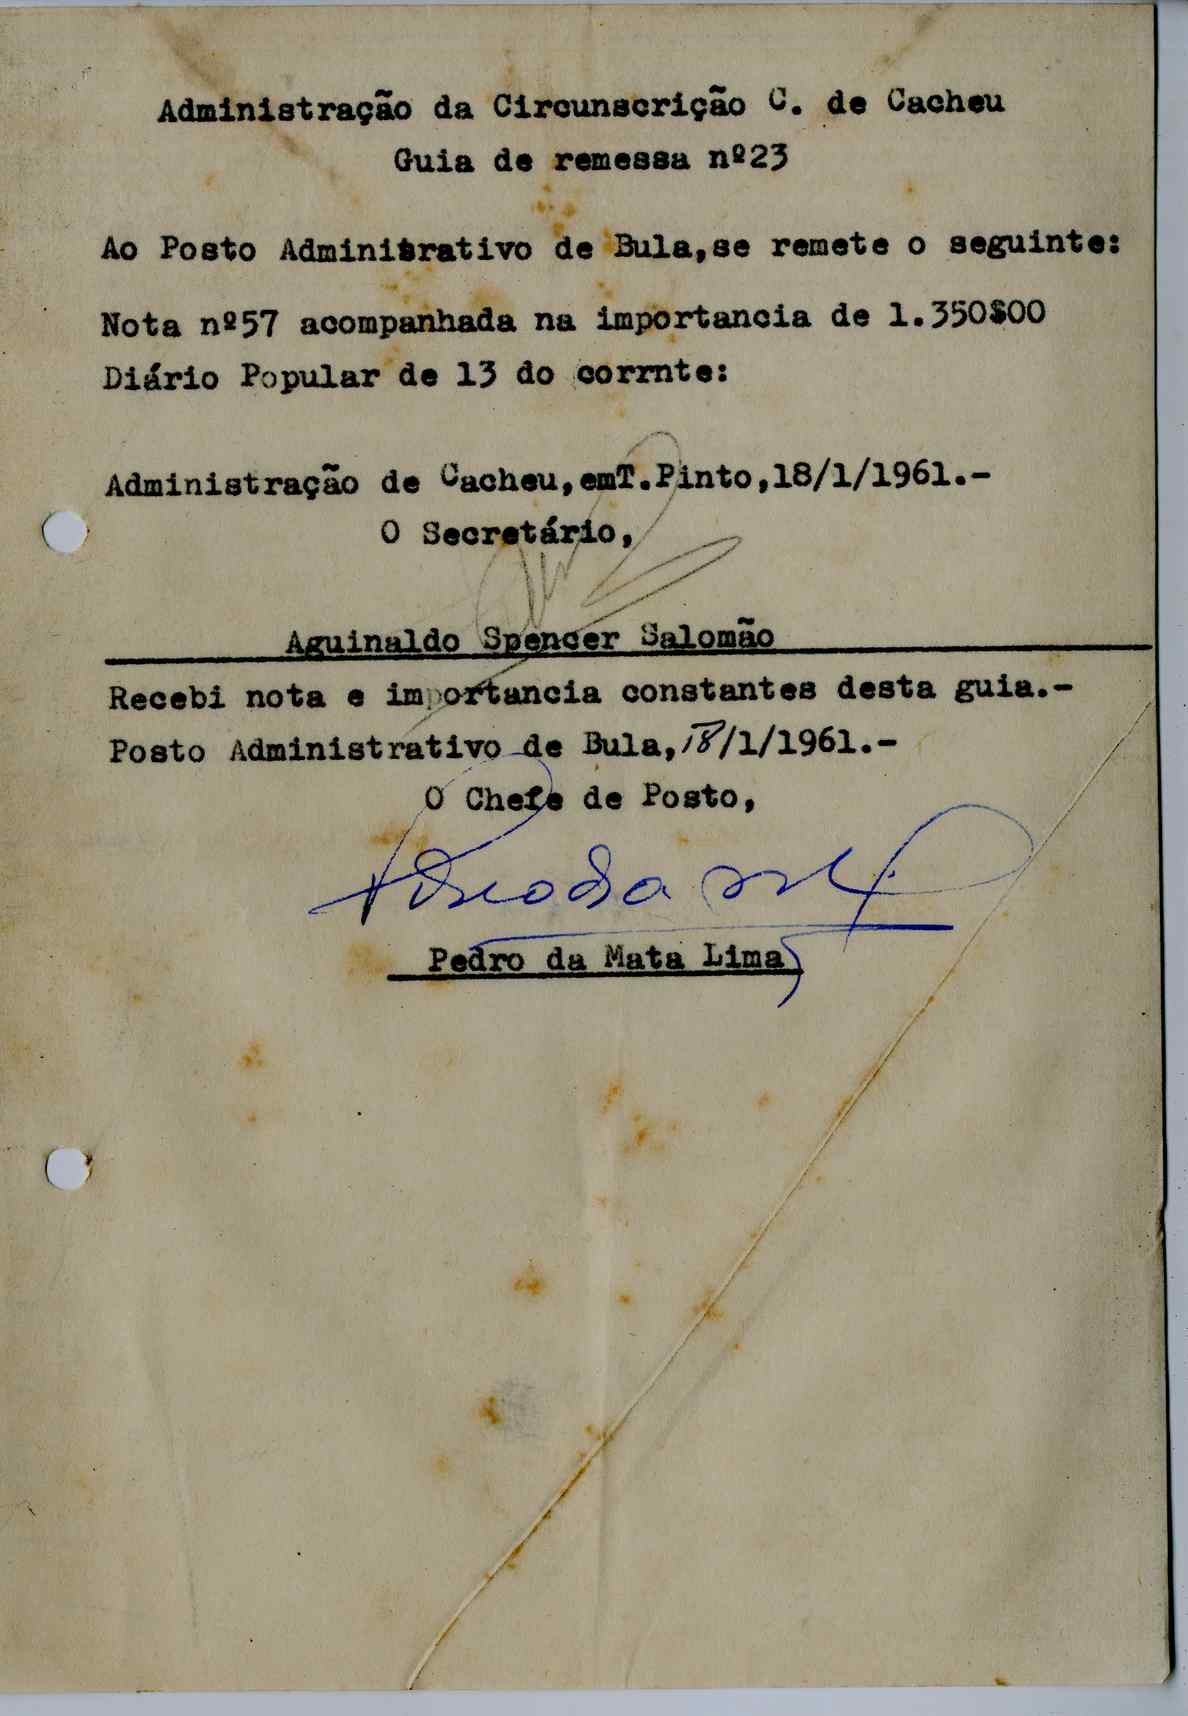 Administração da Circunscrição C. de Cacheu
Guia de remessa nº23
Ao Posto Adminisrativo de Bula,se remete o seguinte:
Nota nº57 acompanhada na importancia de 1.350$00
Diário Popular de 13 do corrnte:
Administração de Cacheu,emT.Pinto,18/1/1961.-
O Secretário,
Aguinaldo Spencer Salomão
Recebi nota e importancia constantes desta guia.-
Posto Administrativo de Bula,18/1/1961.-
O Chefe de Posto,
Pedro da Mata Lima